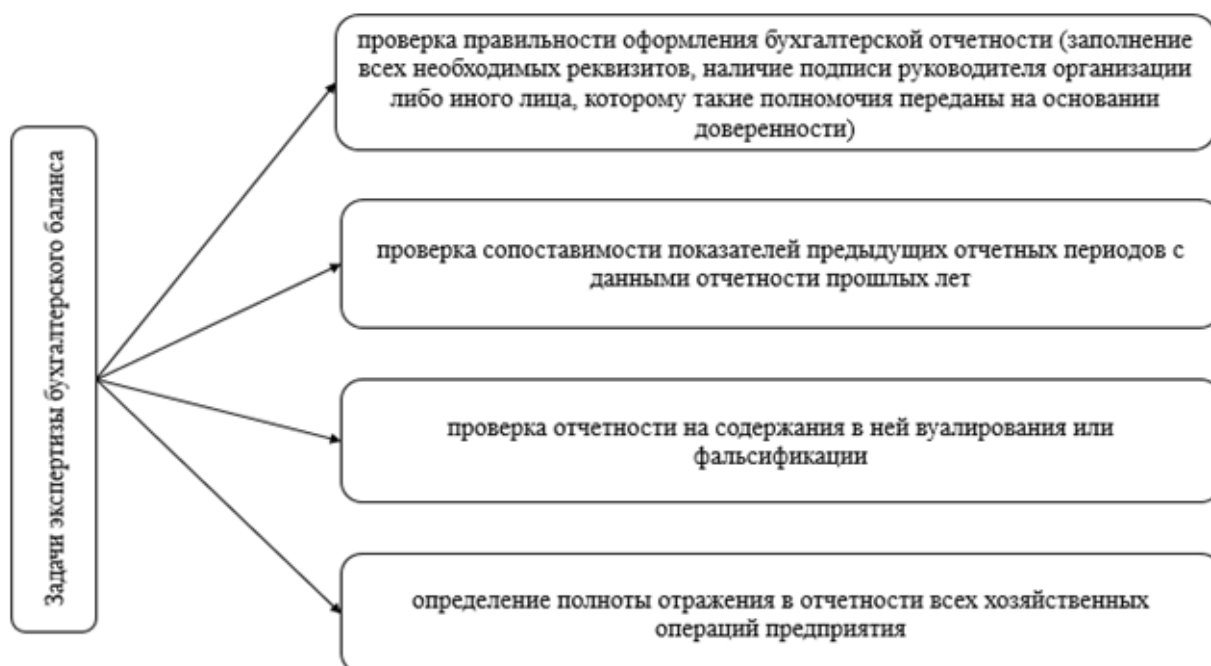 Задачи экспертизы бухгалтерского баланса
проверка правильности оформления бухгалтерской отчетности (заполнение
всех необходимых реквизитов, наличие подписи руководителя организации
либо иного лица, которому такие полномочия переданы на основании
доверенности)
проверка сопоставимости показателей предыдущих отчетных периодов с
данными отчетности прошлых лет
проверка отчетности на содержания в ней вуалирования или
фальсификации
определение полноты отражения в отчетности всех хозяйственных
операций предприятия